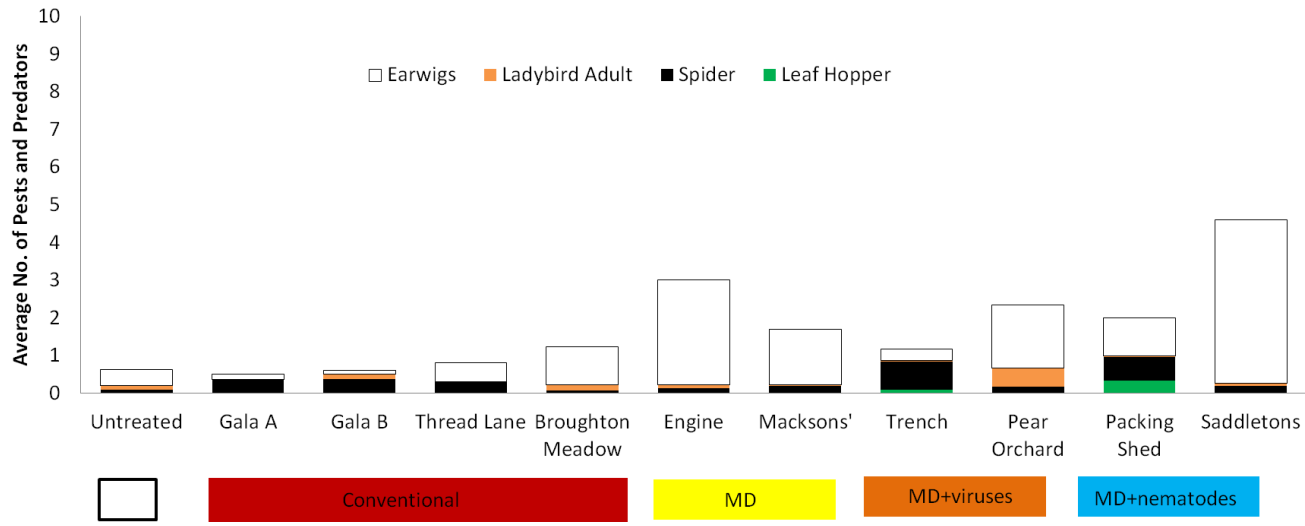 10
9
8
7
6
5
4
3
2
1
0
Average No. of Pests and Predators
Earwigs Ladybird Adult Spider Leaf Hopper
Untreated Gala A Gala B Thread Lane Broughton Meadow Engine Macksons' Trench Pear Orchard Packing Shed Saddletons
Conventional MD MD+viruses MD+nematodes